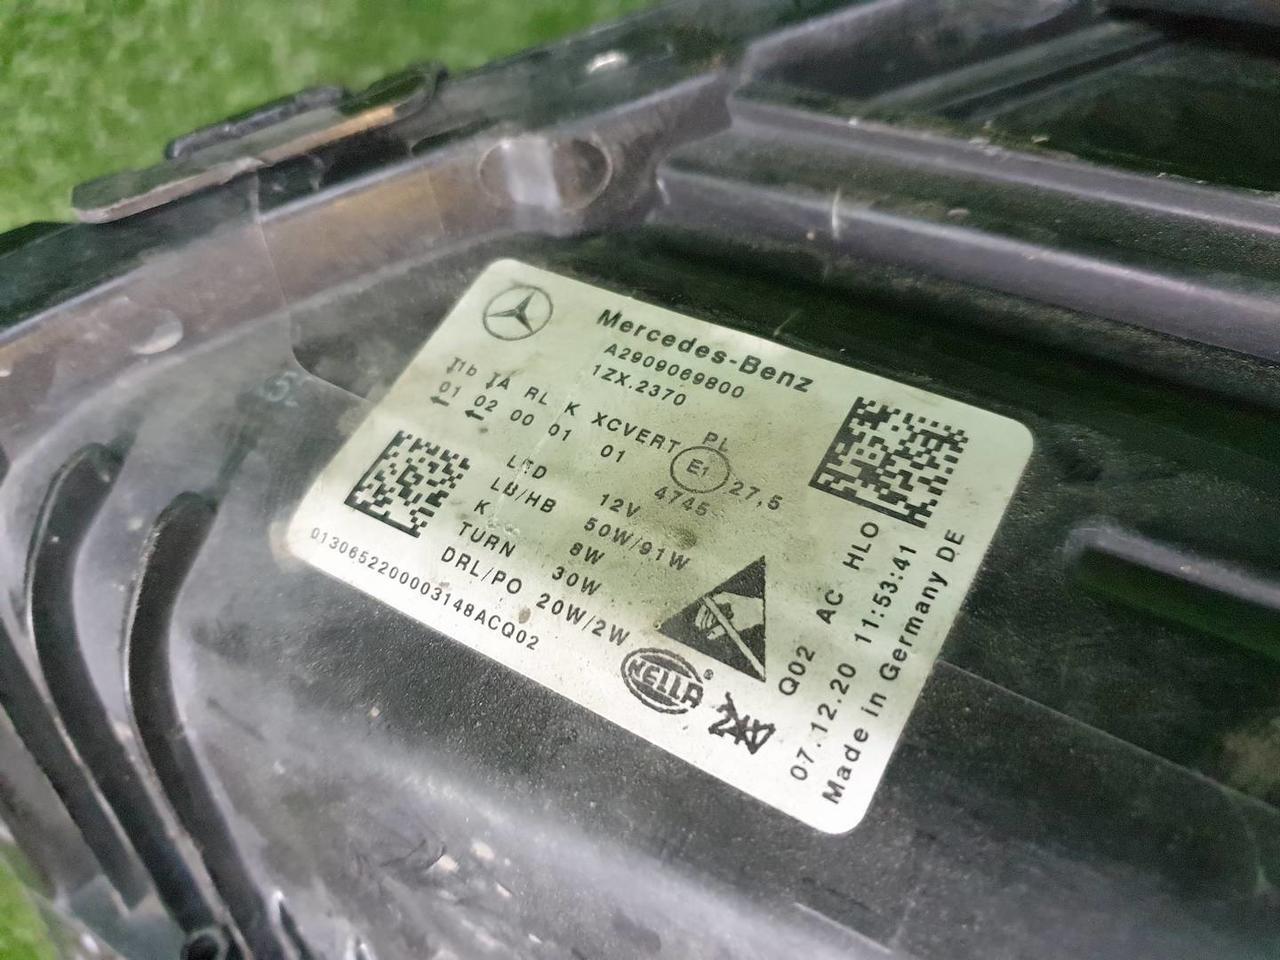 Mercedes-Benz
A2909069800
1ZX.2370
T1b TA RL K XCVERT PL
01 02 00 01 01 E1 27,5
4745
LED 12V
LB/HB 50W/91W
K 8W
TURN 30W
DRL/PO 20W/2W
013065220003148ACQ02
HELLA
Q02 AC HLO
07.12.20 11:53:41
Made in Germany DE